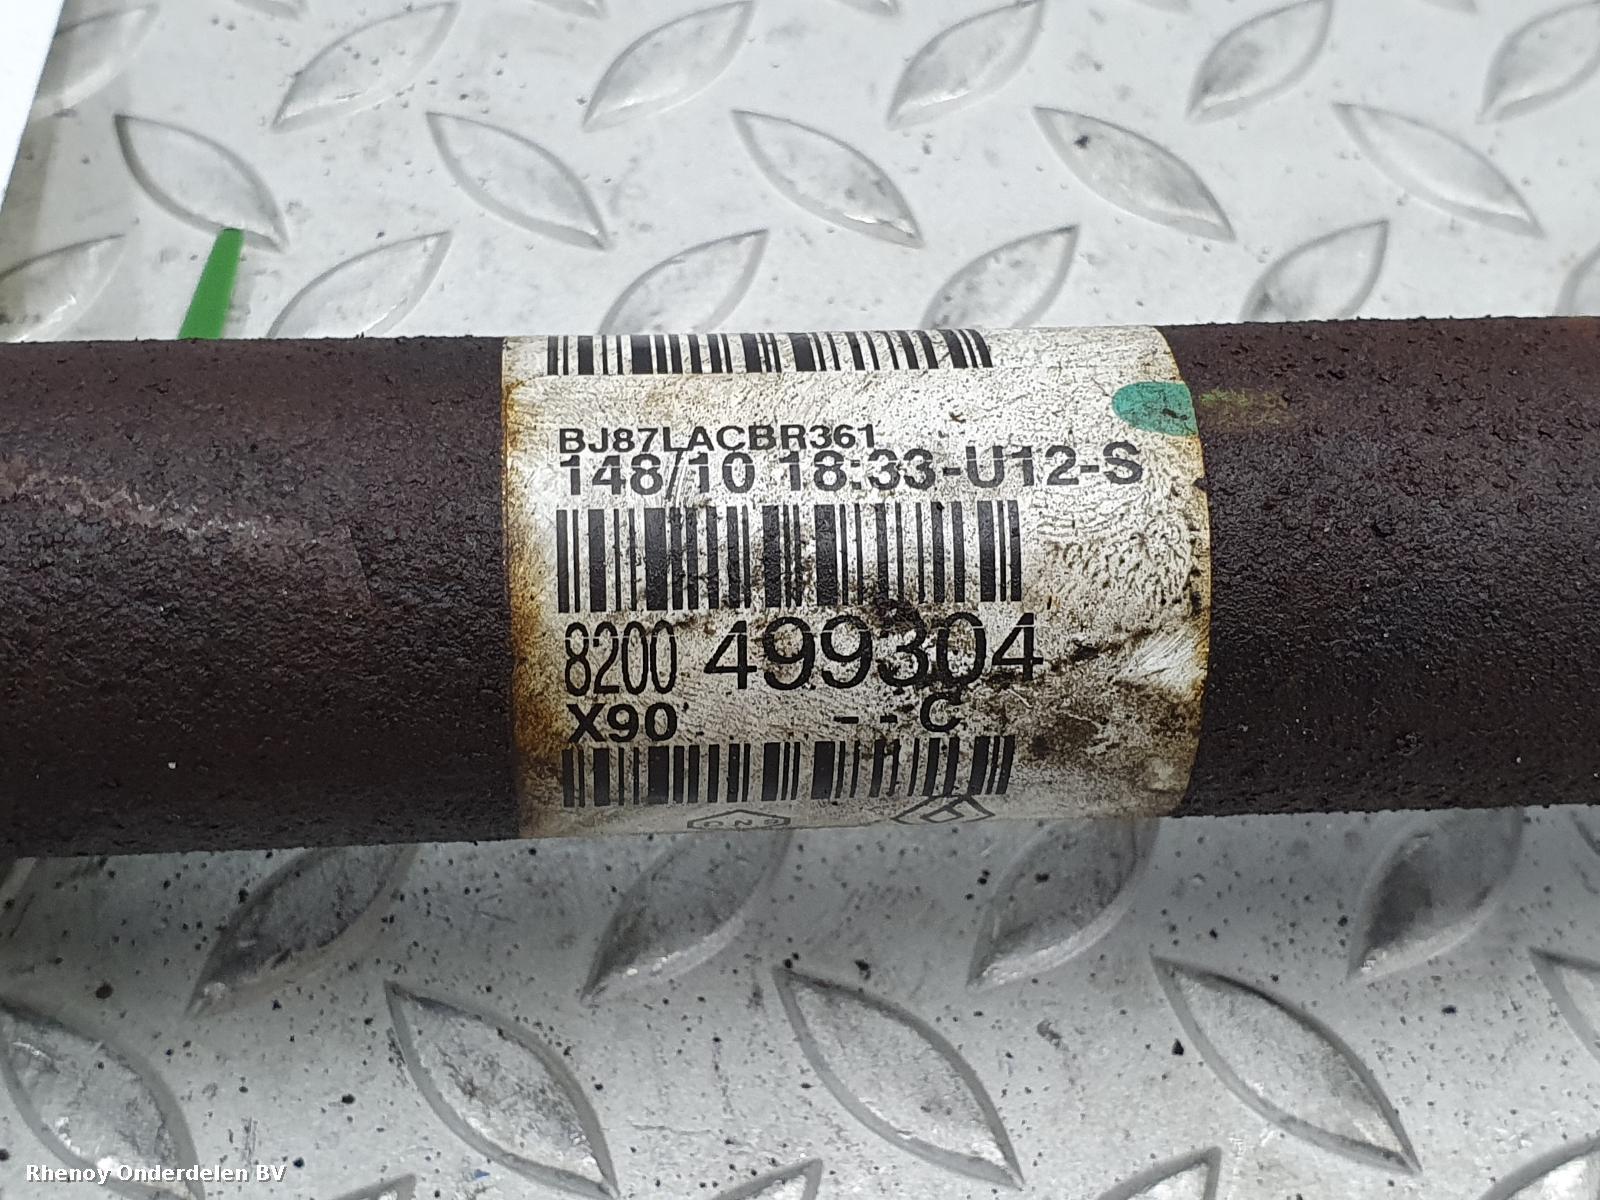 BJ87LACBR361
148/10 18:33-U12-S
8200 499304
X90 - - C
Rhenoy Onderdelen BV